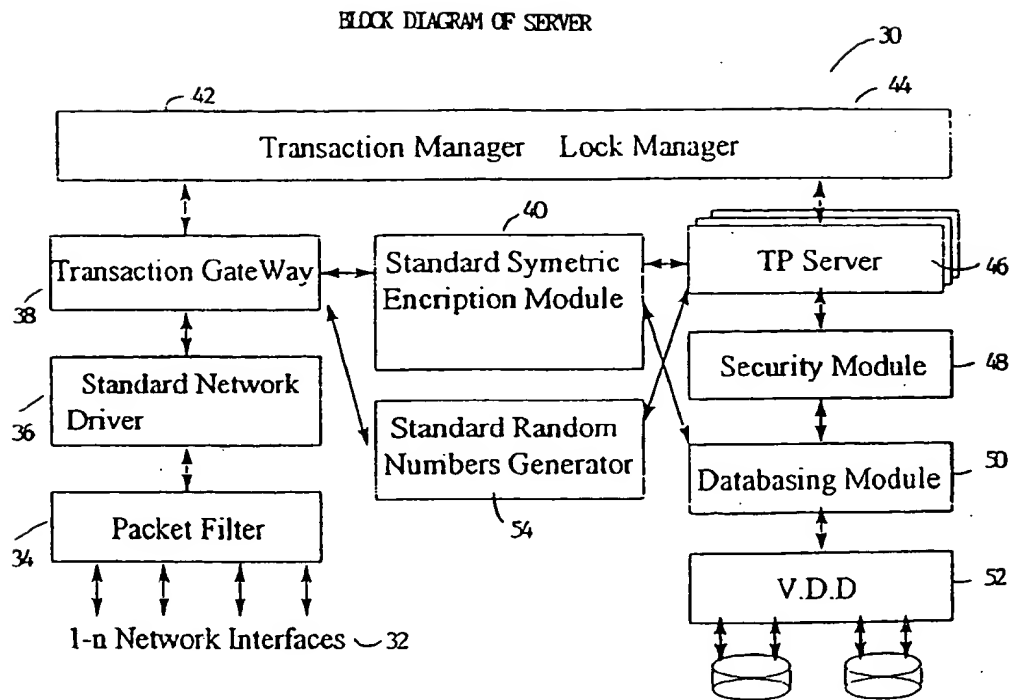 BLOCK DIAGRAM OF SERVER
30
42
44
Transaction Manager Lock Manager
40
Transaction GateWay
38
Standard Symetric
Encription Module
TP Server
46
Standard Network
Driver
36
Security Module
48
Standard Random
Numbers Generator
54
Databasing Module
50
Packet Filter
34
V.D.D
52
1-n Network Interfaces
32